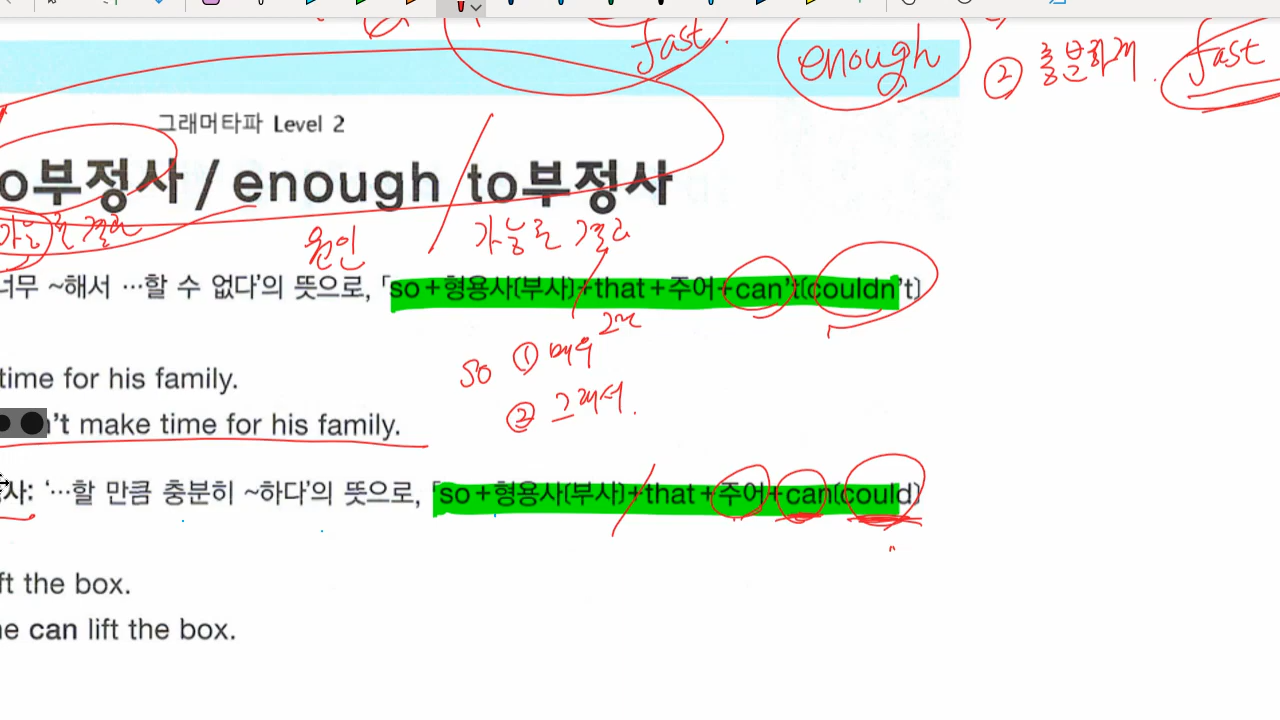 fast.
enough
② 충분하게. fast
그래머타파 Level 2
o부정사 / enough to부정사
가능 결과
원인
가능 결과
너무 ~해서 …할 수 없다’의 뜻으로, 「so+형용사(부사)+that+주어+can’t(couldn’t)
so ① 매우
② 그래서.
time for his family.
’t make time for his family.
사: ‘…할 만큼 충분히 ~하다’의 뜻으로, 「so+형용사(부사)+that+주어+can(could)
ft the box.
e can lift the box.